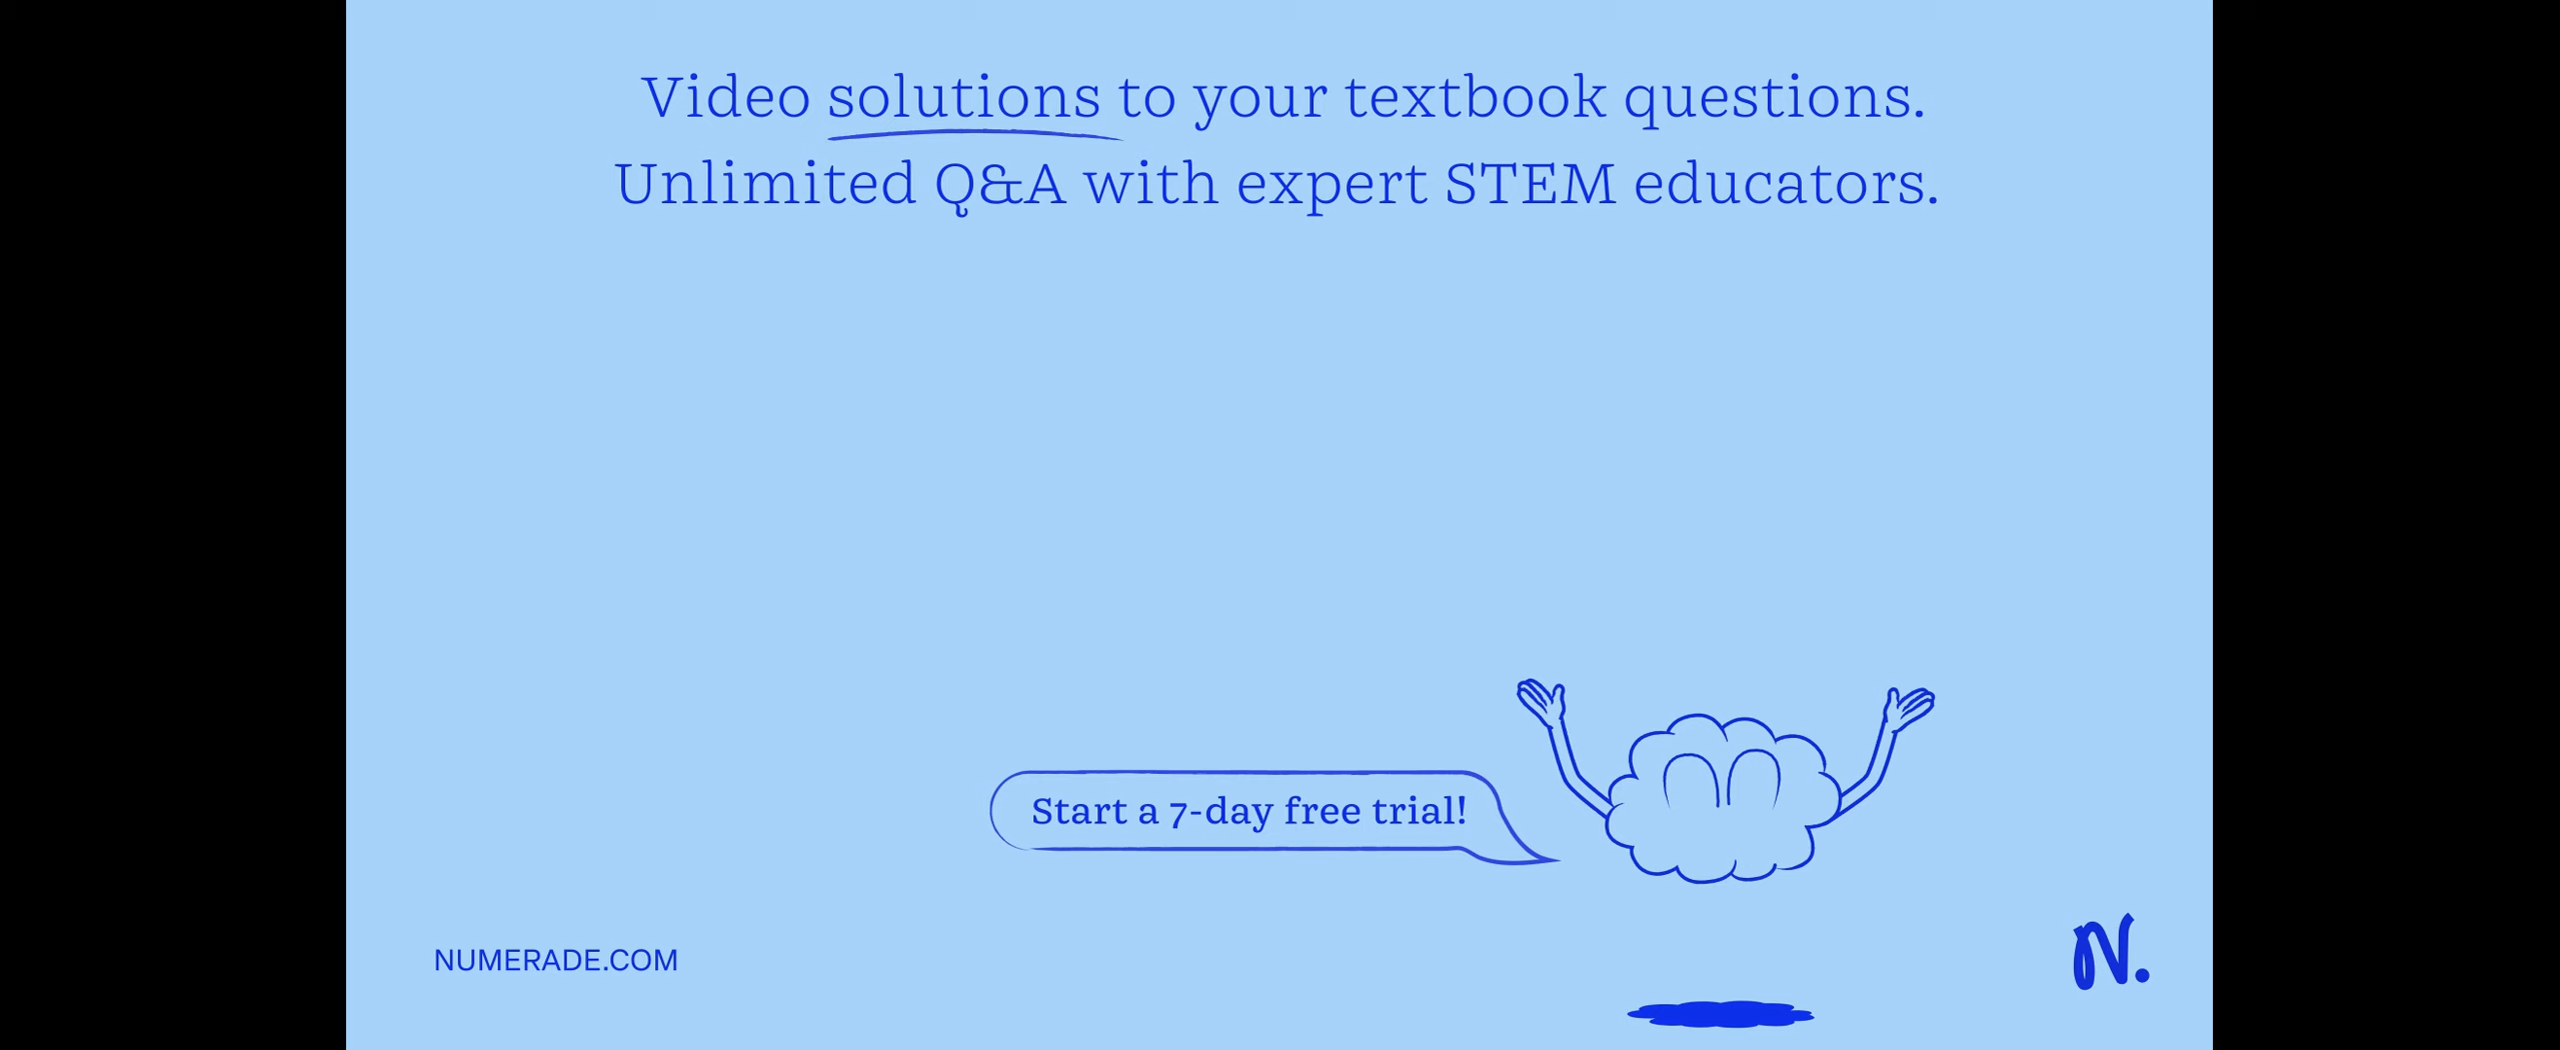 Video solutions to your textbook questions.
Unlimited Q&A with expert STEM educators.
Start a 7-day free trial!
NUMERADE.COM
N.